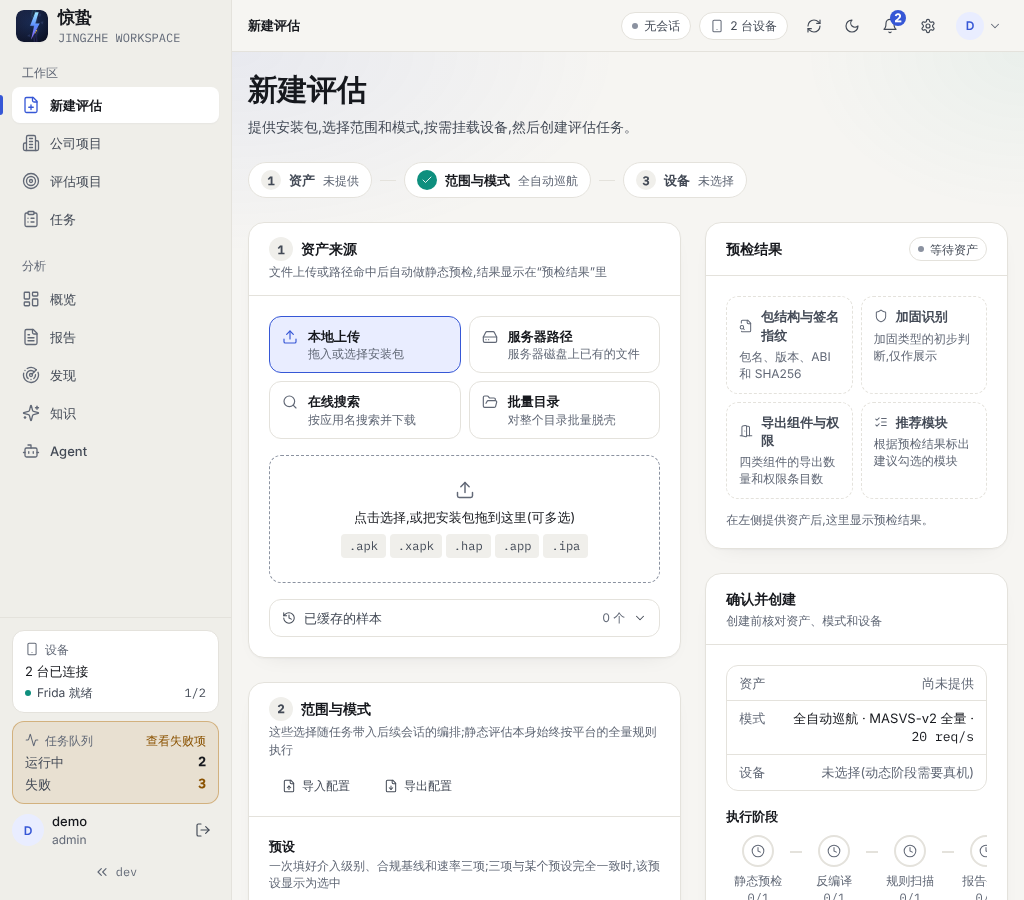 惊蛰
JINGZHE WORKSPACE
工作区
新建评估
公司项目
评估项目
任务
分析
概览
报告
发现
知识
Agent
设备
2 台已连接
Frida 就绪 1/2
任务队列 查看失败项
运行中 2
失败 3
D demo
admin
dev
新建评估 无会话 2 台设备 2 D
新建评估
提供安装包,选择范围和模式,按需挂载设备,然后创建评估任务。
1 资产 未提供 范围与模式 全自动巡航 3 设备 未选择
1 资产来源
文件上传或路径命中后自动做静态预检,结果显示在"预检结果"里
本地上传
拖入或选择安装包
服务器路径
服务器磁盘上已有的文件
在线搜索
按应用名搜索并下载
批量目录
对整个目录批量脱壳
点击选择,或把安装包拖到这里(可多选)
.apk .xapk .hap .app .ipa
已缓存的样本 0 个
2 范围与模式
这些选择随任务带入后续会话的编排;静态评估本身始终按平台的全量规则
执行
导入配置 导出配置
预设
一次填好介入级别、合规基线和速率三项;三项与某个预设完全一致时,该预
设显示为选中
预检结果 等待资产
包结构与签名
指纹
包名、版本、ABI
和 SHA256
加固识别
加固类型的初步判
断,仅作展示
导出组件与权
限
四类组件的导出数
量和权限条目数
推荐模块
根据预检结果标出
建议勾选的模块
在左侧提供资产后,这里显示预检结果。
确认并创建
创建前核对资产、模式和设备
资产 尚未提供
模式 全自动巡航 · MASVS-v2 全量 ·
20 req/s
设备 未选择(动态阶段需要真机)
执行阶段
静态预检 反编译 规则扫描 报告
0/1 0/1 0/1 0/